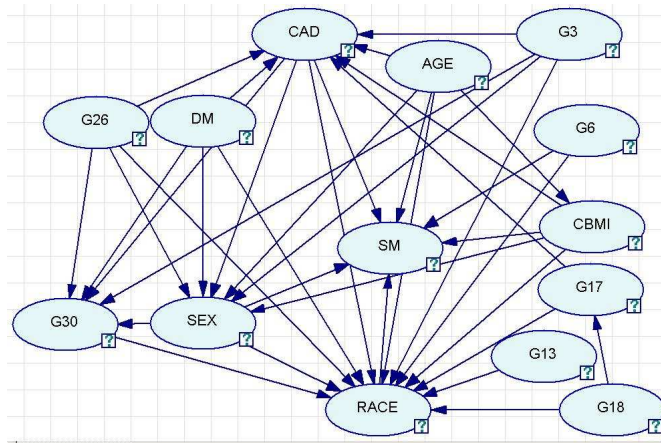 CAD
?
G3
?
AGE
?
G26
?
DM
?
G6
?
CBMI
?
SM
?
G17
?
G30
?
SEX
?
G13
?
RACE
?
G18
?